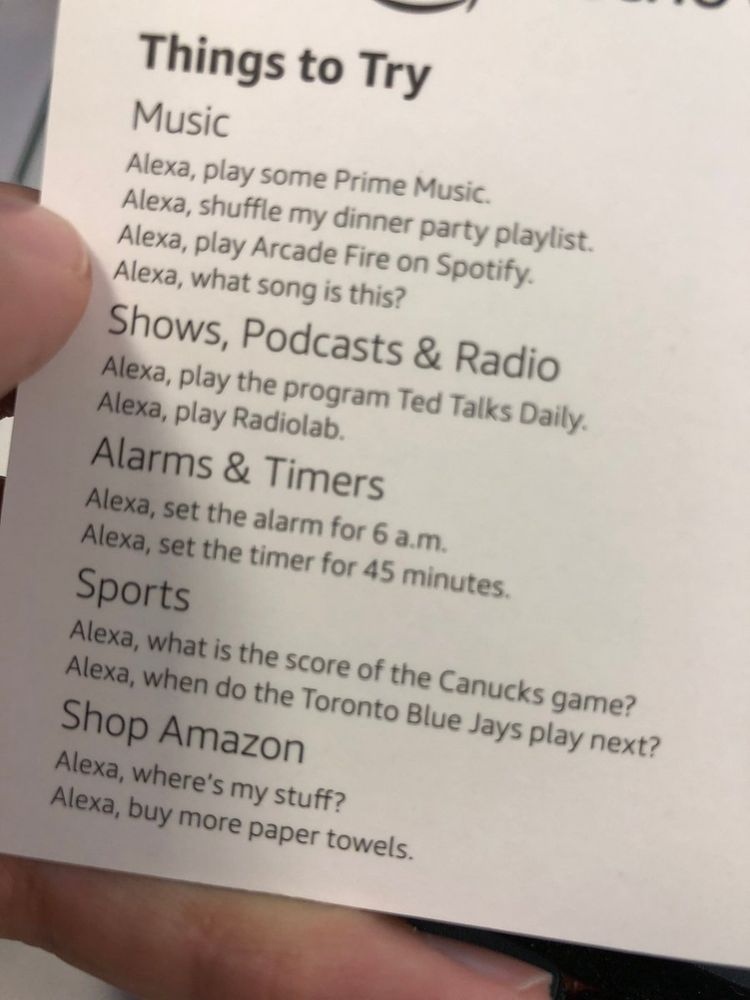 Things to Try
Music
Alexa, play some Prime Music.
Alexa, shuffle my dinner party playlist.
Alexa, play Arcade Fire on Spotify.
Alexa, what song is this?
Shows, Podcasts & Radio
Alexa, play the program Ted Talks Daily.
Alexa, play Radiolab.
Alarms & Timers
Alexa, set the alarm for 6 a.m.
Alexa, set the timer for 45 minutes.
Sports
Alexa, what is the score of the Canucks game?
Alexa, when do the Toronto Blue Jays play next?
Shop Amazon
Alexa, where's my stuff?
Alexa, buy more paper towels.